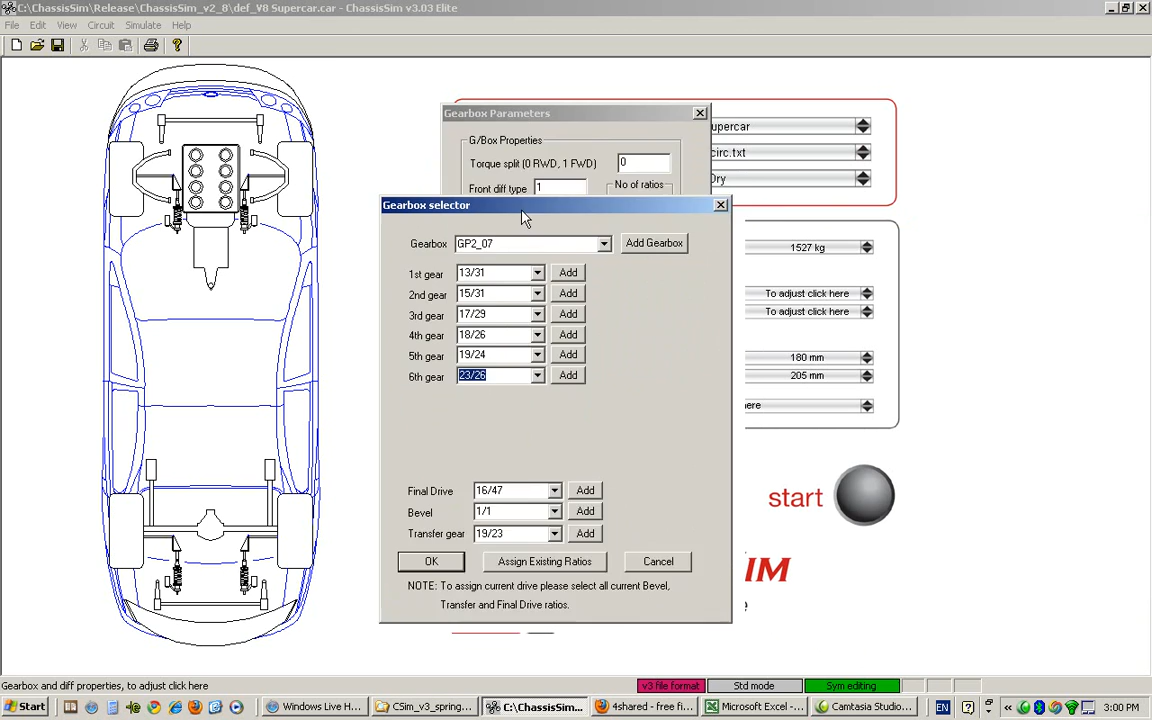 C:\ChassisSim\Release\ChassisSim_v2_8\def_V8 Supercar.car - ChassisSim v3.03 Elite
File Edit View Circuit Simulate Help
Gearbox Parameters
G/Box Properties
Torque split (0 RWD, 1 FWD) 0
Front diff type 1
No of ratios
upercar
circ.txt
Dry
Gearbox selector
Gearbox GP2_07 Add Gearbox
1st gear 13/31 Add
2nd gear 15/31 Add
3rd gear 17/29 Add
4th gear 18/26 Add
5th gear 19/24 Add
6th gear 23/26 Add
Final Drive 16/47 Add
Bevel 1/1 Add
Transfer gear 19/23 Add
OK Assign Existing Ratios Cancel
NOTE: To assign current drive please select all current Bevel,
Transfer and Final Drive ratios.
1527 kg
To adjust click here
To adjust click here
180 mm
205 mm
ere
start
IM
e
Gearbox and diff properties, to adjust click here
v3 file format Std mode Sym editing
Start Windows Live H... CSim_v3_spring... C:\ChassisSim... 4shared - free fi... Microsoft Excel -... Camtasia Studio... EN 3:00 PM